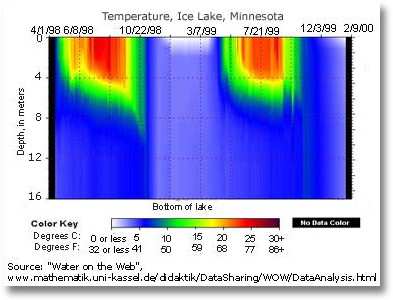 Temperature, Ice Lake, Minnesota
4/1/98 6/8/98 10/22/98 3/7/99 7/21/99 12/3/99 2/9/00
0
4
8
12
16
Depth, in meters
Bottom of lake
Color Key
No Data Color
Degrees C: 0 or less 5 10 15 20 25 30+
Degrees F: 32 or less 41 50 59 68 77 86+
Source: "Water on the Web",
www.mathematik.uni-kassel.de/didaktik/DataSharing/WOW/DataAnalysis.html